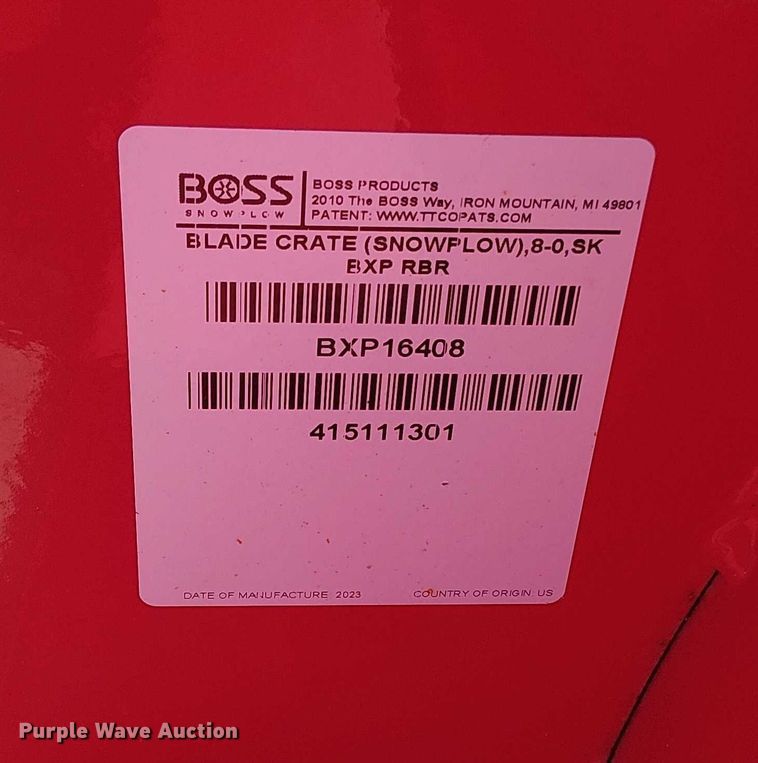 BOSS
SNOWPLOW
BOSS PRODUCTS
2010 The BOSS Way, IRON MOUNTAIN, MI 49801
PATENT: WWW.TTCOPATS.COM
BLADE CRATE (SNOWPLOW),8-0,SK
BXP RBR
BXP16408
415111301
DATE OF MANUFACTURE 2023
COUNTRY OF ORIGIN: US
Purple Wave Auction